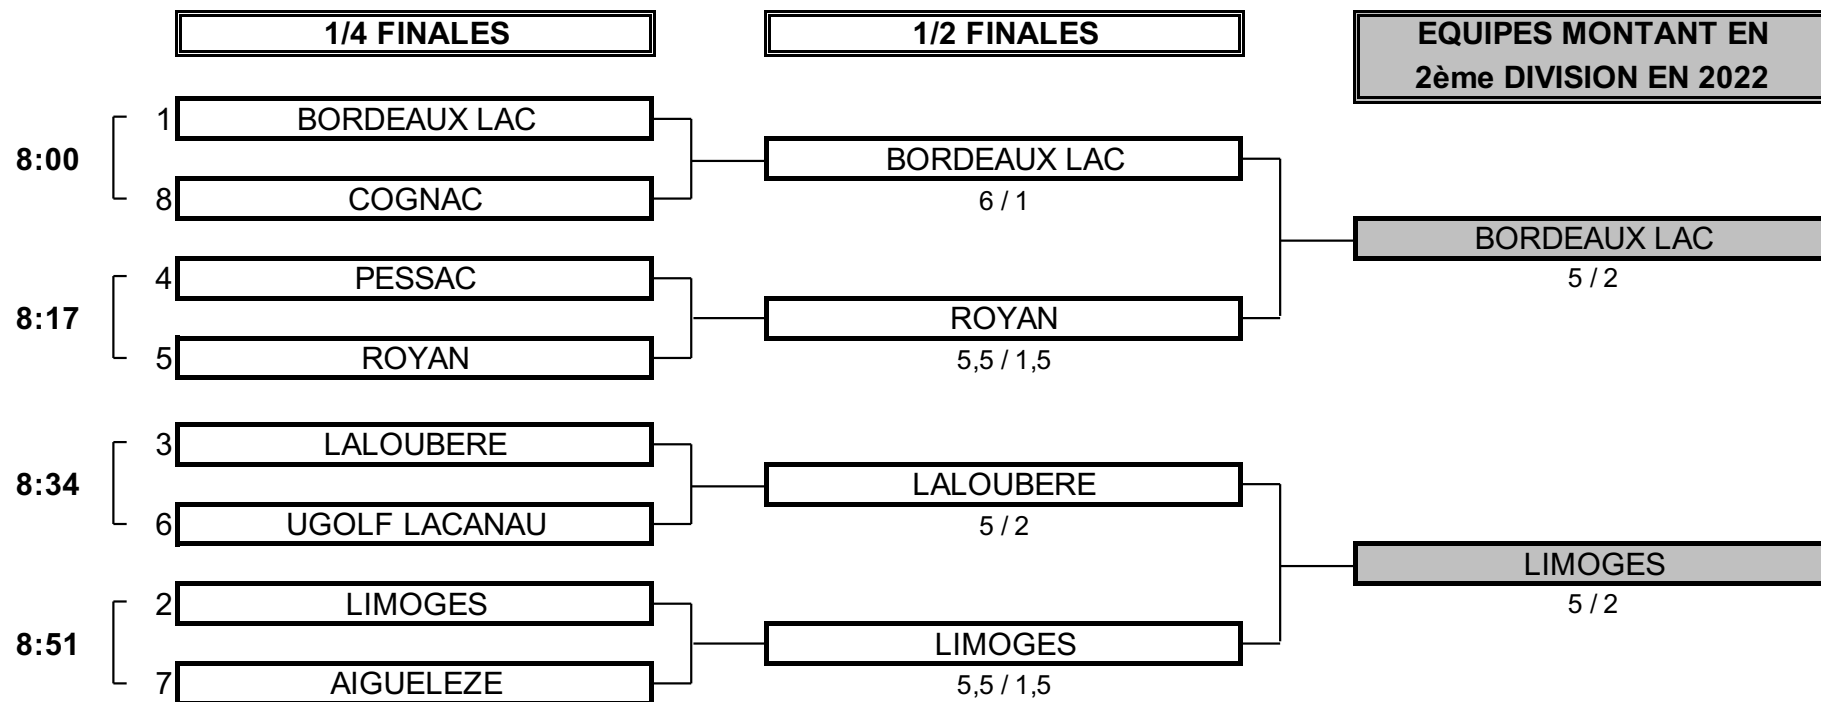 1/4 FINALES
1/2 FINALES
EQUIPES MONTANT EN
2ème DIVISION EN 2022
1 BORDEAUX LAC
8:00
BORDEAUX LAC
8 COGNAC
6 / 1
BORDEAUX LAC
5 / 2
4 PESSAC
8:17
ROYAN
5 ROYAN
5,5 / 1,5
3 LALOUBERE
8:34
LALOUBERE
6 UGOLF LACANAU
5 / 2
LIMOGES
5 / 2
2 LIMOGES
8:51
LIMOGES
7 AIGUELEZE
5,5 / 1,5